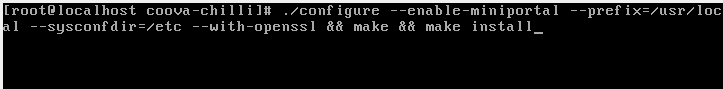 [root@localhost coova-chilli]# ./configure --enable-miniportal --prefix=/usr/loc
al --sysconfdir=/etc --with-openssl && make && make install_